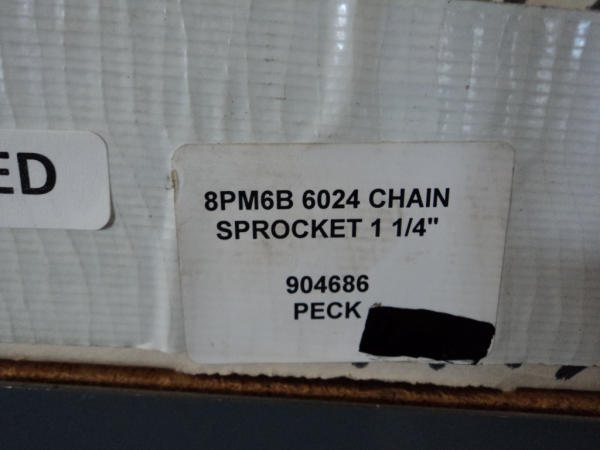 ED
8PM6B 6024 CHAIN
SPROCKET 1 1/4"
904686
PECK